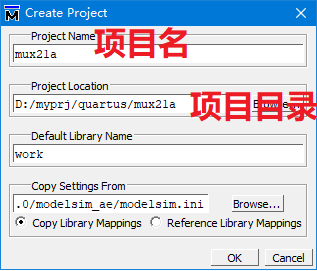 Create Project
Project Name
项目名
mux21a
Project Location
D:/myprj/quartus/mux21a
项目目录
Default Library Name
work
Copy Settings From
.0/modelsim_ae/modelsim.ini
Browse...
Copy Library Mappings
Reference Library Mappings
OK
Cancel